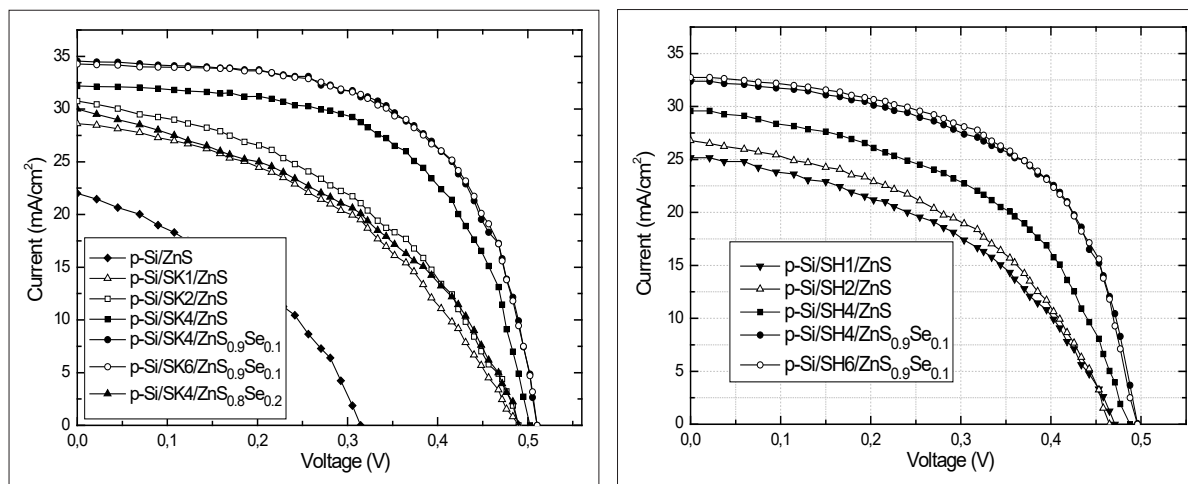 Current (mA/cm²)
35
30
25
20
15
10
5
0
p-Si/ZnS
p-Si/SK1/ZnS
p-Si/SK2/ZnS
p-Si/SK4/ZnS
p-Si/SK4/ZnS0.9Se0.1
p-Si/SK6/ZnS0.9Se0.1
p-Si/SK4/ZnS0.8Se0.2
0,0 0,1 0,2 0,3 0,4 0,5
Voltage (V)
Current (mA/cm²)
35
30
25
20
15
10
5
0
p-Si/SH1/ZnS
p-Si/SH2/ZnS
p-Si/SH4/ZnS
p-Si/SH4/ZnS0.9Se0.1
p-Si/SH6/ZnS0.9Se0.1
0,0 0,1 0,2 0,3 0,4 0,5
Voltage (V)